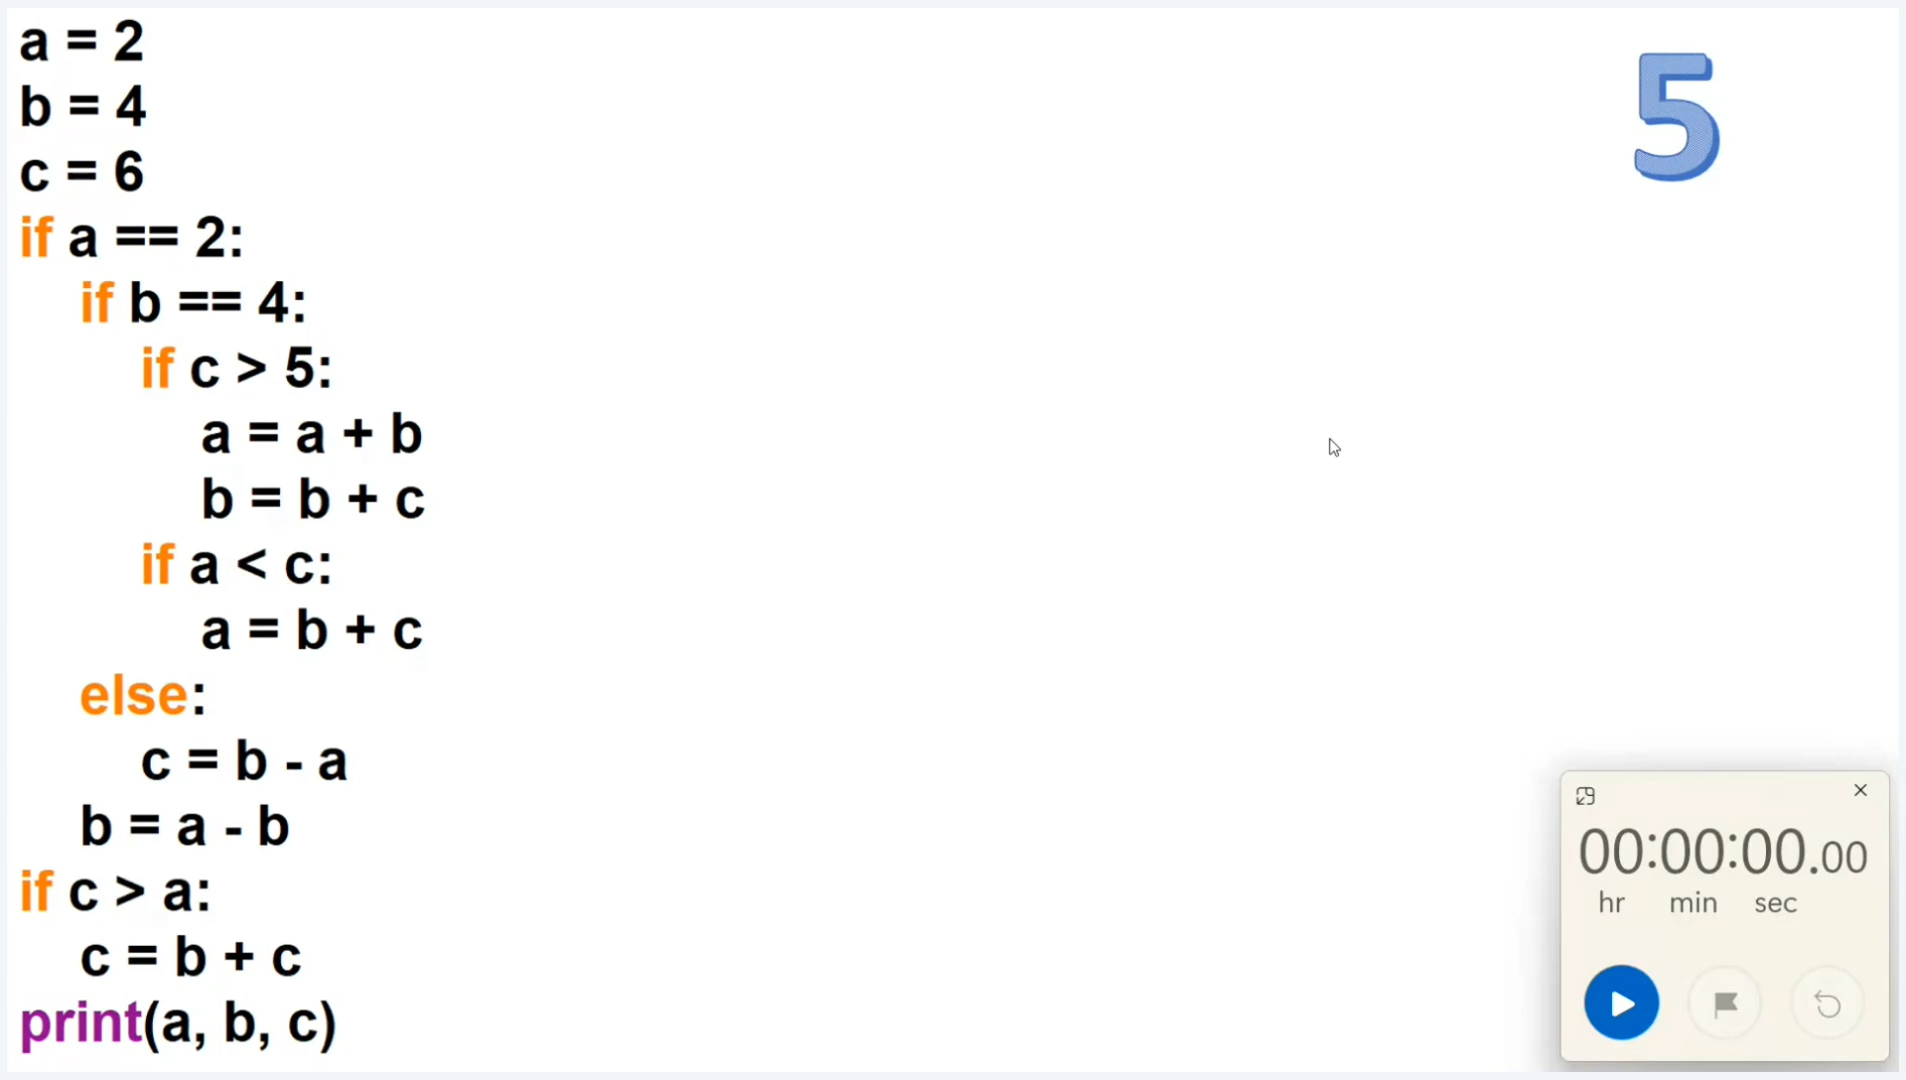 a = 2
b = 4
c = 6
if a == 2:
if b == 4:
if c > 5:
a = a + b
b = b + c
if a < c:
a = b + c
else:
c = b - a
b = a - b
if c > a:
c = b + c
print(a, b, c)
5
00:00:00.00
hr min sec